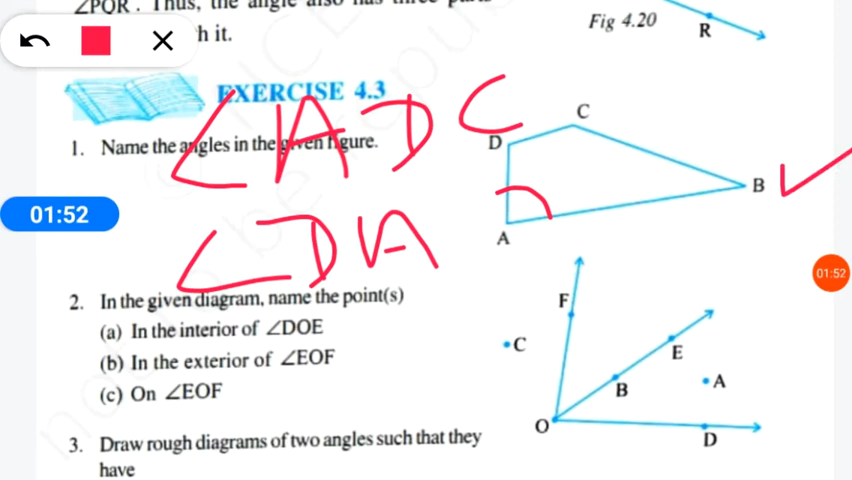 ∠PQR. Thus, the angle also has three parts
h it.
Fig 4.20
R
EXERCISE 4.3
∠ADC
1. Name the angles in the given figure.
D
C
B
A
01:52
01:52
∠DA
2. In the given diagram, name the point(s)
(a) In the interior of ∠DOE
(b) In the exterior of ∠EOF
(c) On ∠EOF
F
C
E
A
B
O
D
3. Draw rough diagrams of two angles such that they
have